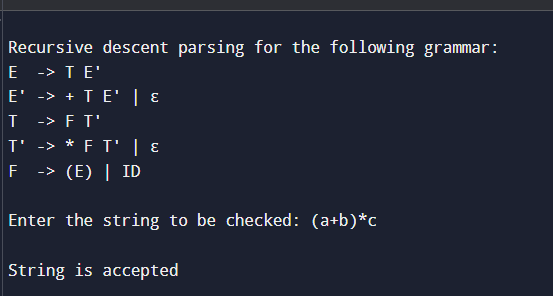 Recursive descent parsing for the following grammar:
E  -> T E'
E' -> + T E' | ε
T  -> F T'
T' -> * F T' | ε
F  -> (E) | ID
Enter the string to be checked: (a+b)*c
String is accepted